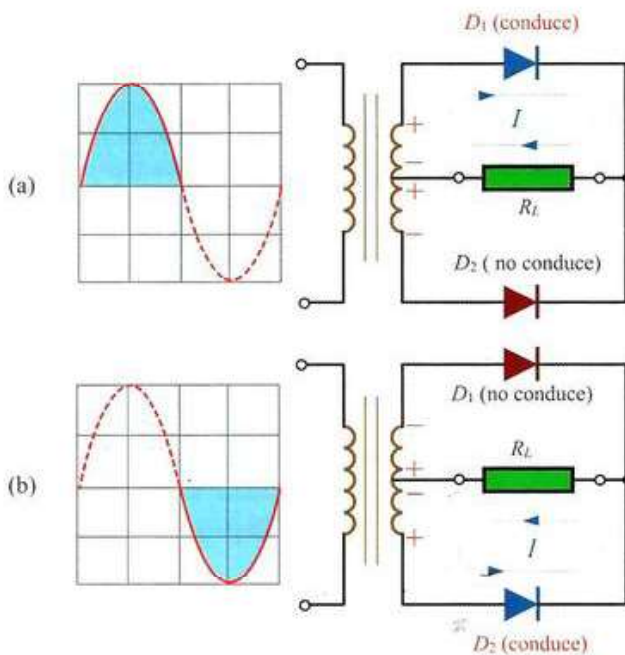 D1 (conduce)
+
I
(a)
−
+
RL
−
D2 ( no conduce)
D1 (no conduce)
−
RL
+
(b)
−
I
+
D2 (conduce)